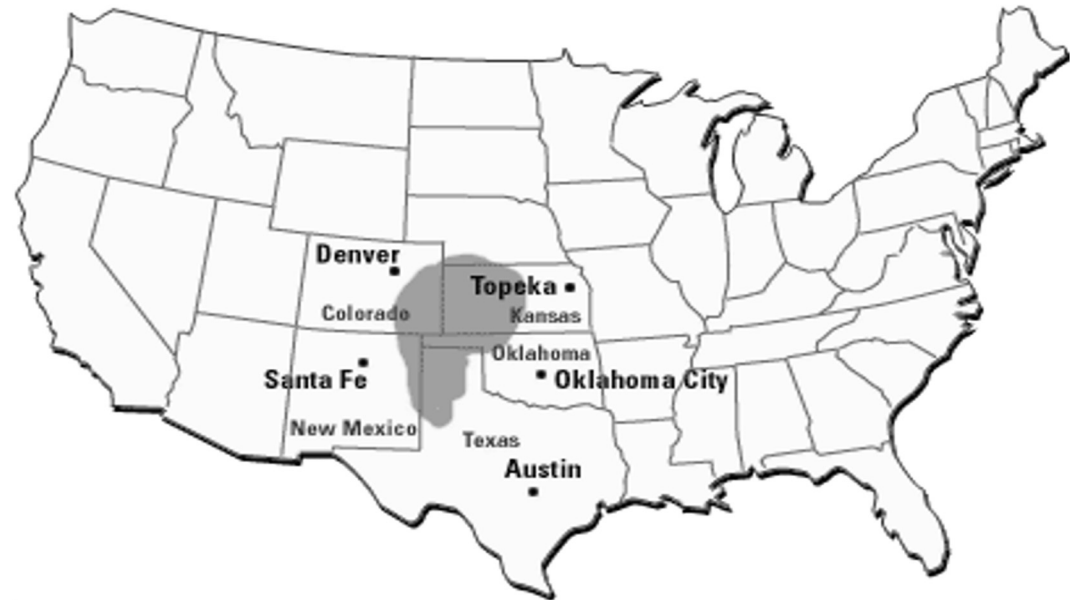 Denver
Topeka
Colorado
Kansas
Oklahoma
Santa Fe
Oklahoma City
New Mexico
Texas
Austin